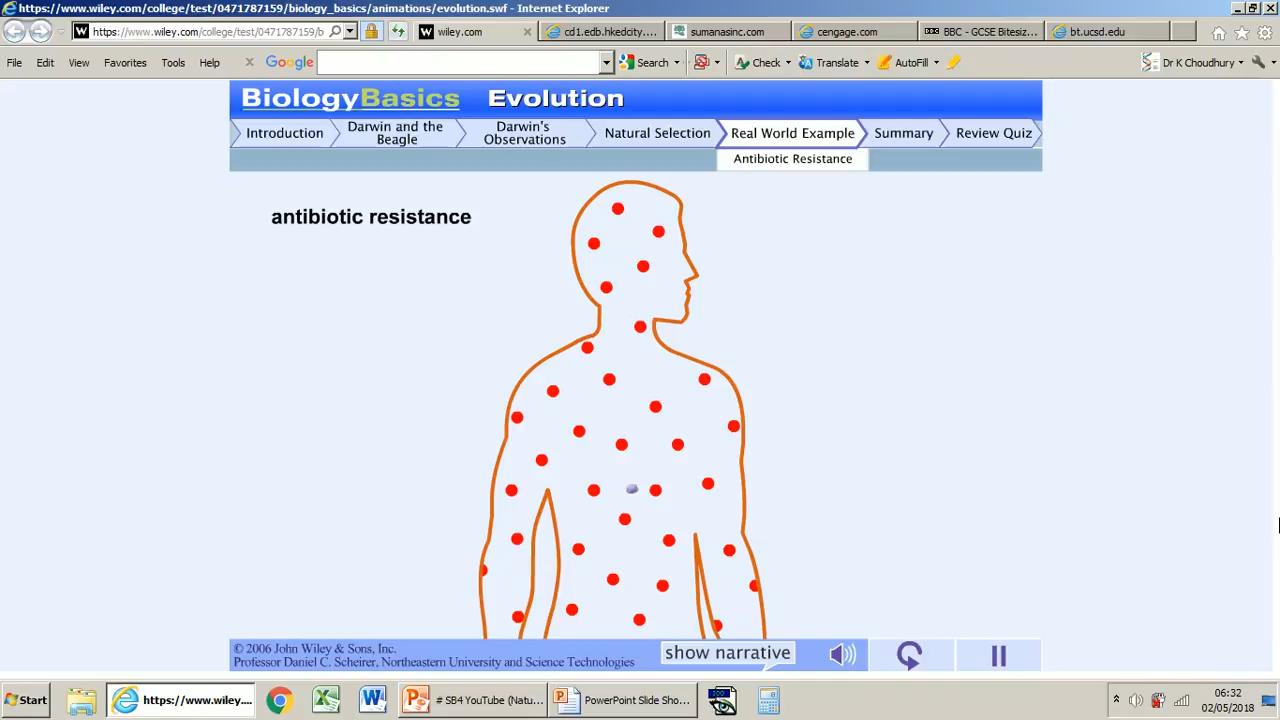 https://www.wiley.com/college/test/0471787159/biology_basics/animations/evolution.swf - Internet Explorer
https://www.wiley.com/college/test/0471787159/b
wiley.com
cd1.edb.hkedcity....
sumanasinc.com
cengage.com
BBC - GCSE Bitesiz...
bt.ucsd.edu
File Edit View Favorites Tools Help
Google
Search
Check
Translate
AutoFill
Dr K Choudhury
BiologyBasics Evolution
Introduction
Darwin and the
Beagle
Darwin's
Observations
Natural Selection
Real World Example
Summary
Review Quiz
Antibiotic Resistance
antibiotic resistance
© 2006 John Wiley & Sons, Inc.
Professor Daniel C. Scheirer, Northeastern University and Science Technologies
show narrative
Start
https://www.wiley....
# SB4 YouTube (Natu...
PowerPoint Slide Sho...
06:32
02/05/2018